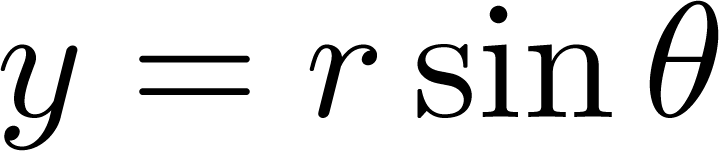 y = r sin θ